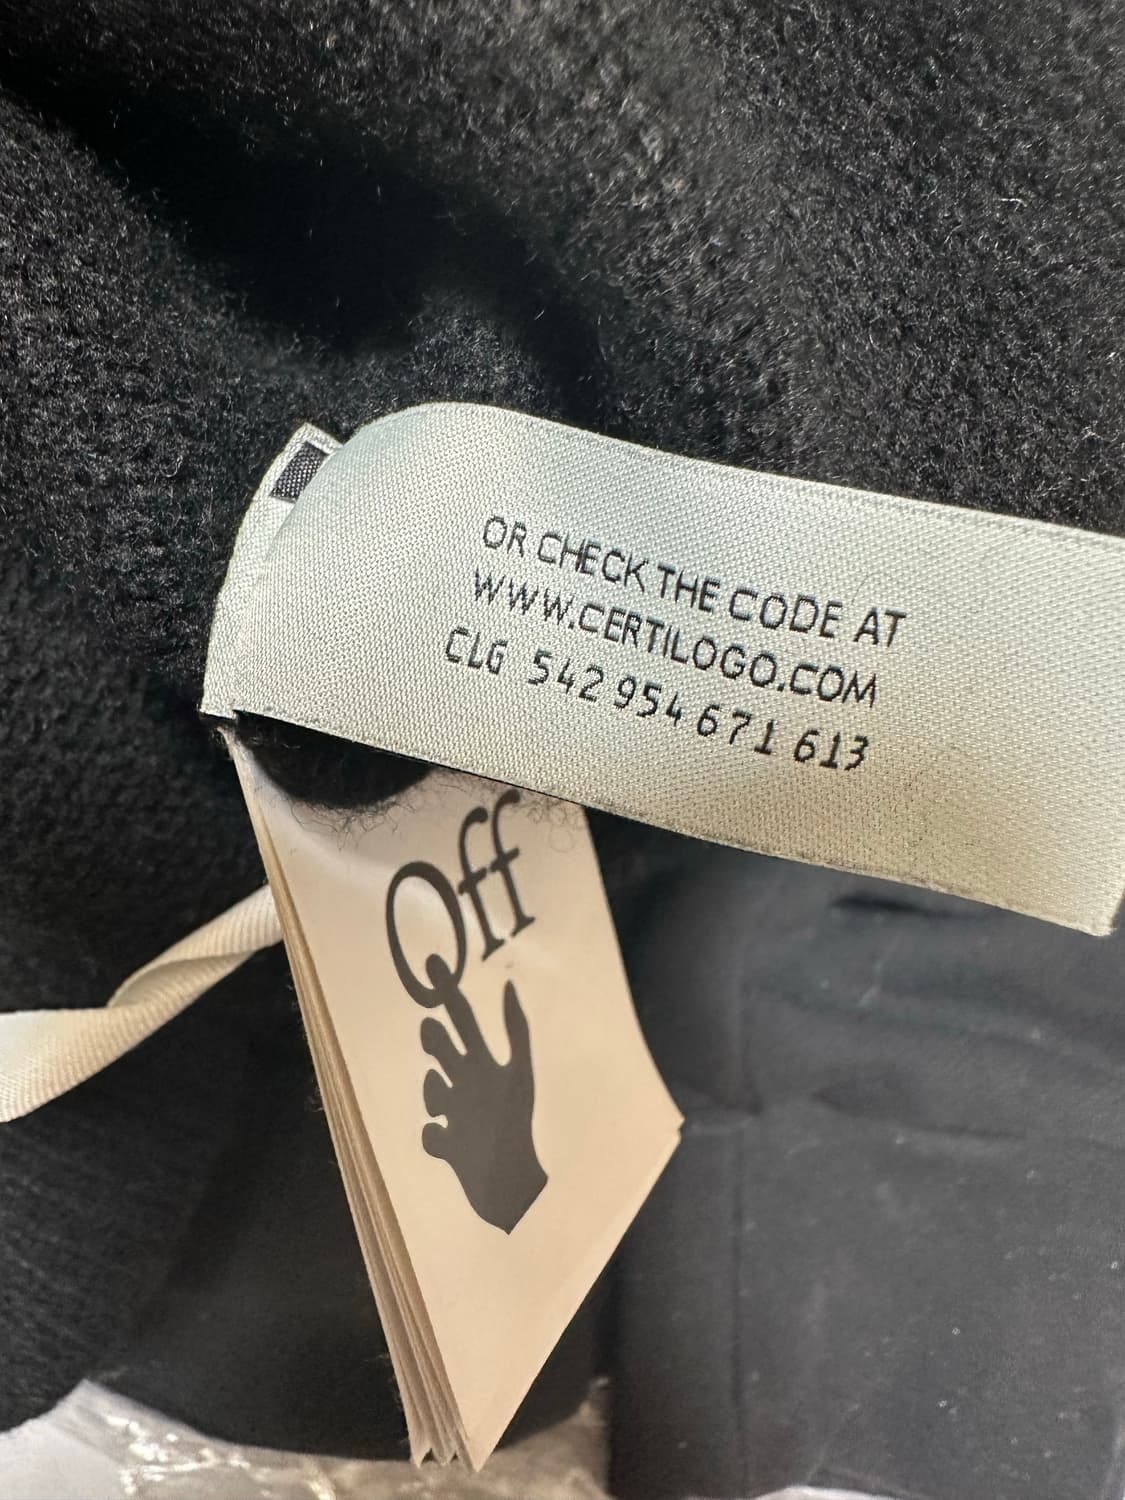 OR CHECK THE CODE AT
WWW.CERTILOGO.COM
CLG 542 954 671 613
Off